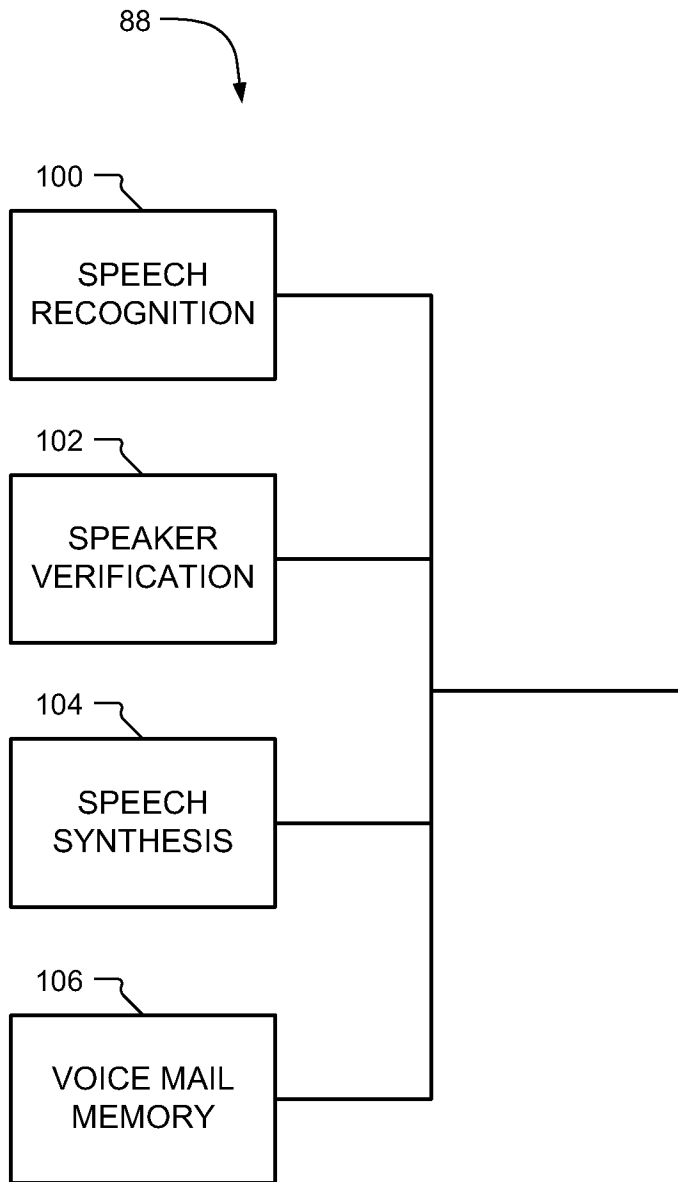 88
100
SPEECH
RECOGNITION
102
SPEAKER
VERIFICATION
104
SPEECH
SYNTHESIS
106
VOICE MAIL
MEMORY